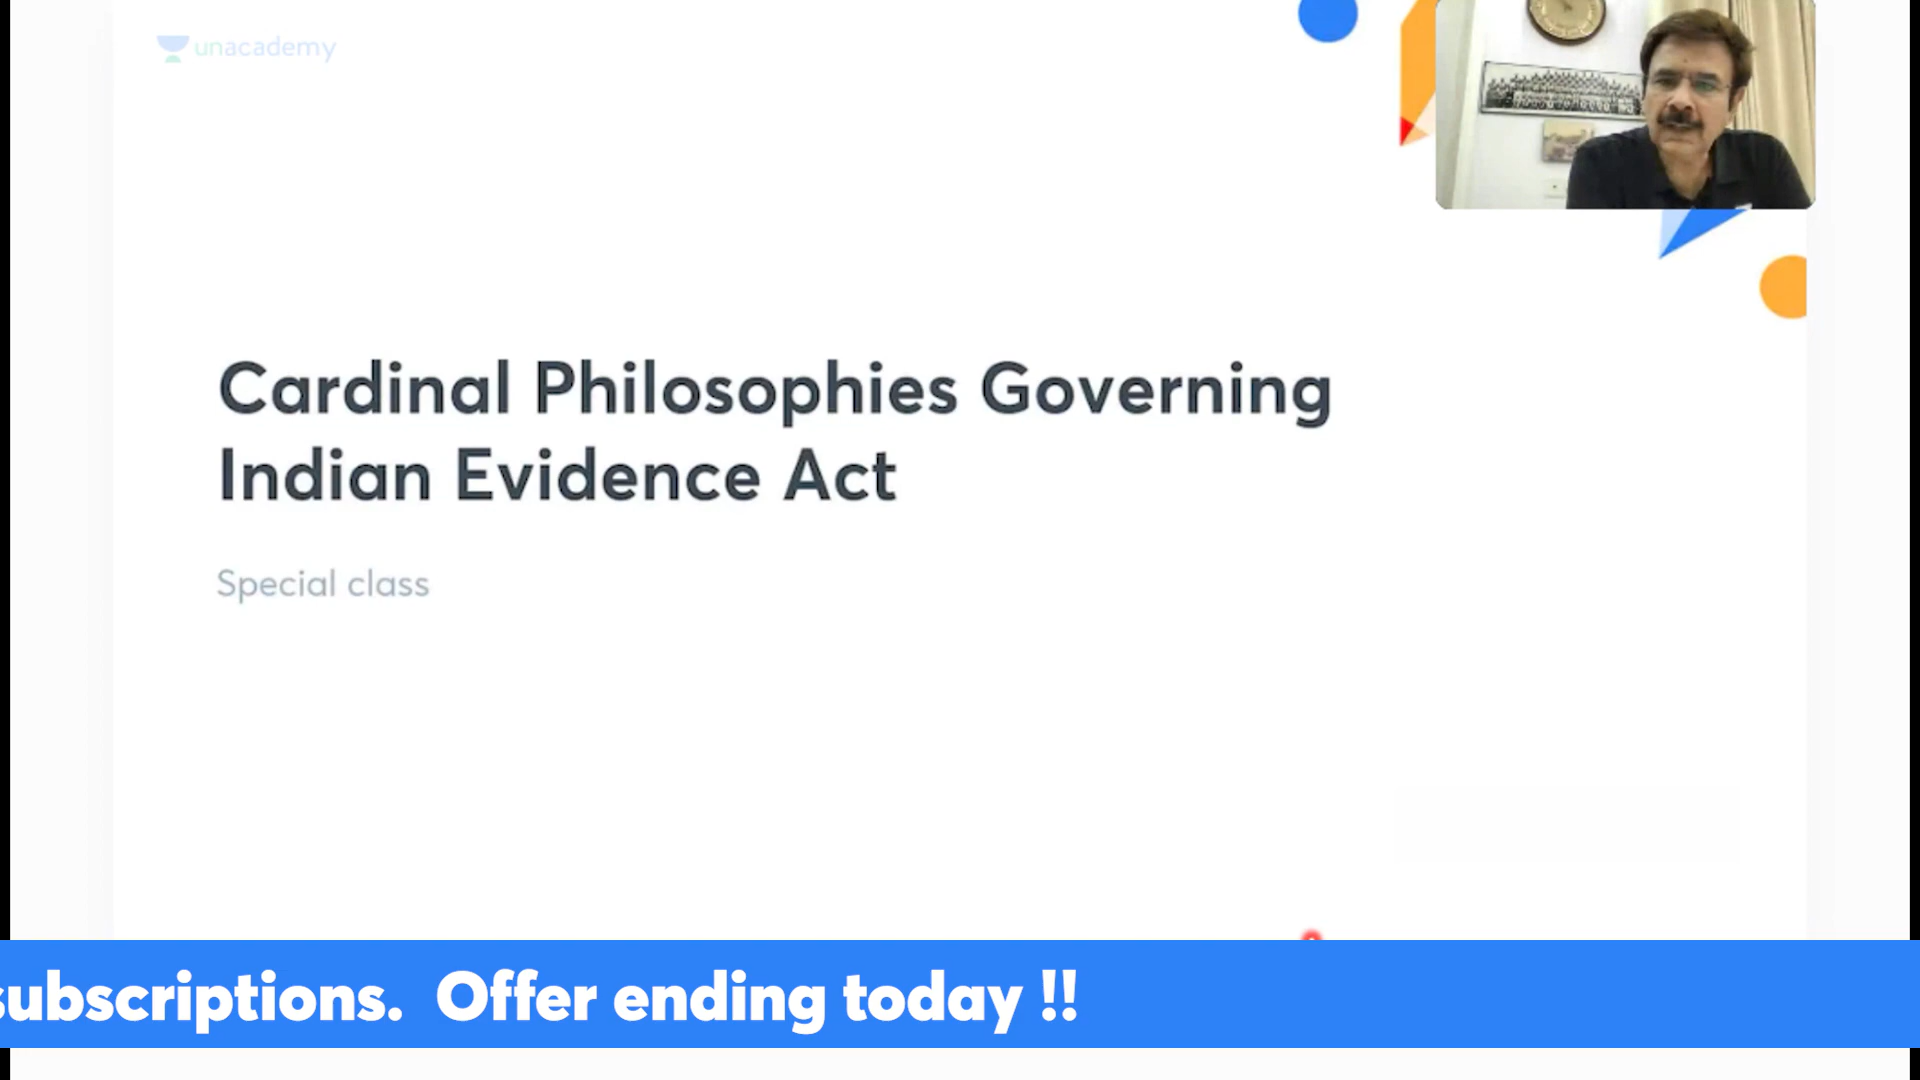 unacademy
Cardinal Philosophies Governing
Indian Evidence Act
Special class
subscriptions. Offer ending today !!